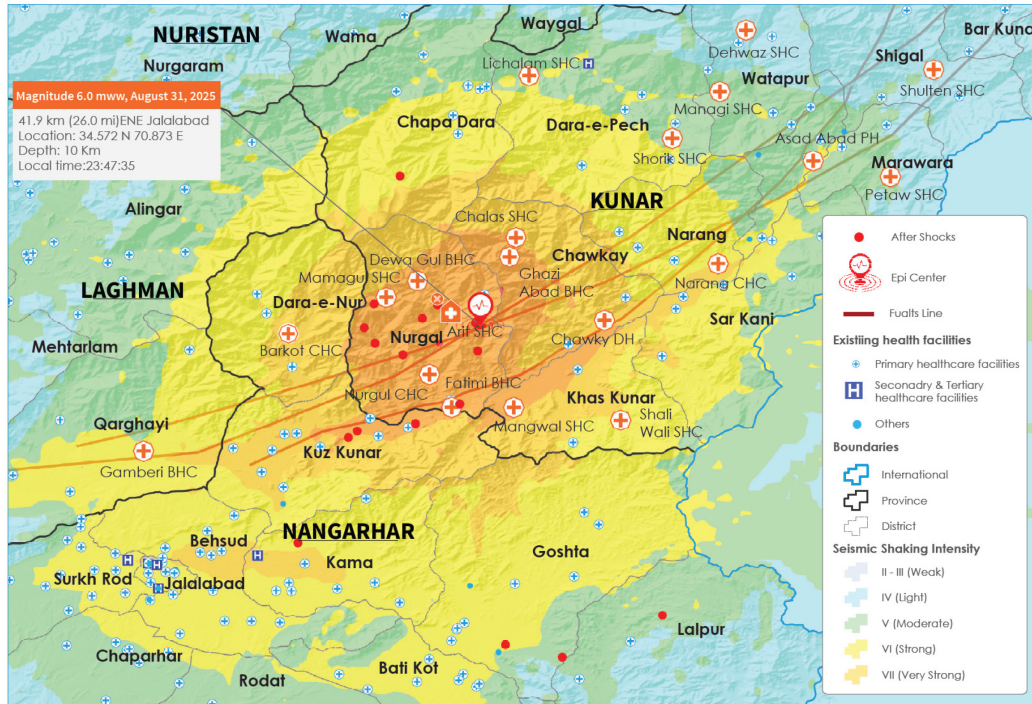 NURISTAN
Nurgaram
Wama
Waygal
Lichalam SHC
H
Dehwaz SHC
Bar Kuna
Shigal
Shulten SHC
Watapur
Managi SHC
Magnitude 6.0 mww, August 31, 2025
41.9 km (26.0 mi)ENE Jalalabad
Location: 34.572 N 70.873 E
Depth: 10 Km
Local time:23:47:35
Chapa Dara
Dara-e-Pech
Shorik SHC
Asad Abad PH
Marawara
Petaw SHC
Alingar
KUNAR
Chalas SHC
Narang
Dewa Gul BHC
Chawkay
Mamagu SHC
Ghazi
Abad BHC
Narang CHC
LAGHMAN
Dara-e-Nur
Sar Kani
Arif SHC
Nurgal
Chawky DH
Mehtarlam
Barkot CHC
Nurgul CHC
Fatimi BHC
Khas Kunar
Mangwal SHC
Shali
Wali SHC
Qarghayi
Gamberi BHC
Kuz Kunar
NANGARHAR
Behsud
Goshta
Kama
H
H
H
H
Surkh Rod
Jalalabad
Lalpur
Chaparhar
Bati Kot
Rodat
After Shocks
Epi Center
Fualts Line
Existiing health facilities
Primary healthcare facilities
H
Seconadry & Tertiary
healthcare facilities
Others
Boundaries
International
Province
District
Seismic Shaking Intensity
II - III (Weak)
IV (Light)
V (Moderate)
VI (Strong)
VII (Very Strong)